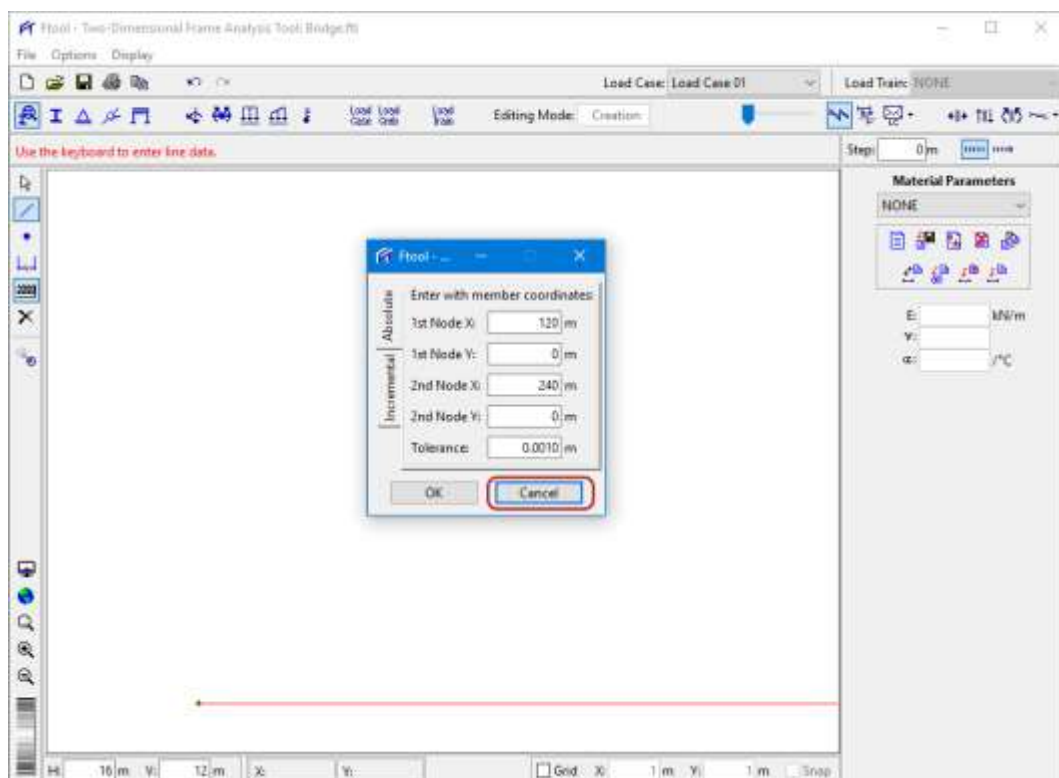 Ftool - Two-Dimensional Frame Analysis Tool: Bridge.ftl
File Options Display
Load Case: Load Case 01 Load Train: NONE
Load Case Load Comb Load Train Editing Mode: Creation
Use the keyboard to enter line data. Step: 0 m
Material Parameters
NONE
Ftool - ...
Absolute
Incremental
Enter with member coordinates:
1st Node X: 120 m
1st Node Y: 0 m
2nd Node X: 240 m
2nd Node Y: 0 m
Tolerance: 0.0010 m
OK Cancel
E: kN/m
ν:
α: /°C
H: 16 m V: 12 m X: Y: Grid X: 1 m Y: 1 m Snap